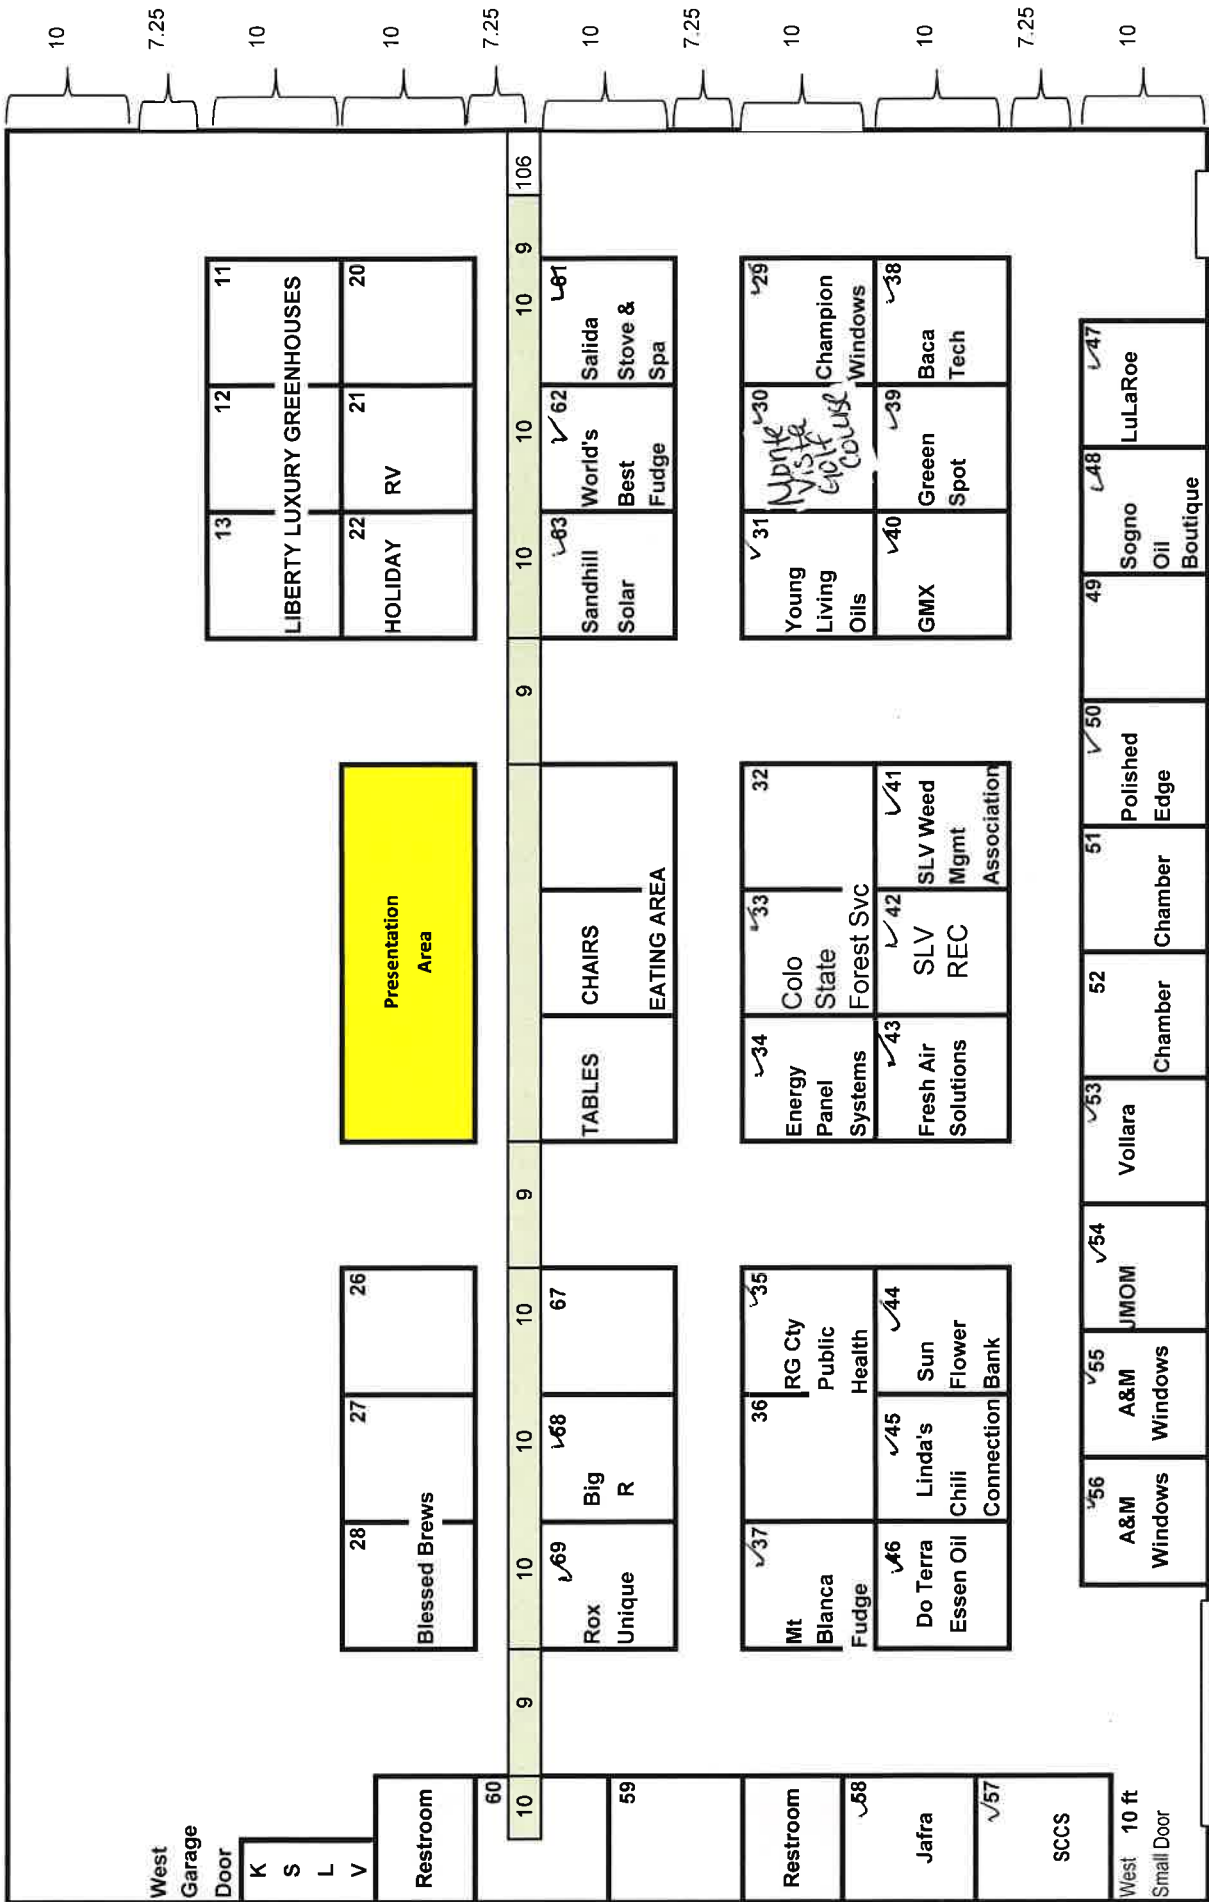 10
7.25
10
10
7.25
10
7.25
10
10
7.25
10
West
Garage
Door
K
S
L
V
13
12
11
LIBERTY LUXURY GREENHOUSES
Restroom
28
27
26
Blessed Brews
Presentation
Area
22
21
20
HOLIDAY RV
60
10
9
10
10
10
9
9
10
10
10
9
106
✓69
Rox
Unique
✓68
Big
R
67
TABLES
CHAIRS
EATING AREA
✓63
Sandhill
Solar
✓62
World's
Best
Fudge
✓61
Salida
Stove &
Spa
59
Restroom
✓37
Mt
Blanca
Fudge
36
✓35
RG Cty
Public
Health
✓34
Energy
Panel
Systems
✓33
Colo
State
Forest Svc
32
✓31
Young
Living
Oils
✓30
Monte
Vista
Golf
Course
✓29
Champion
Windows
✓58
Jafra
✓46
Do Terra
Essen Oil
✓45
Linda's
Chili
Connection
✓44
Sun
Flower
Bank
✓43
Fresh Air
Solutions
✓42
SLV
REC
✓41
SLV Weed
Mgmt
Association
✓40
GMX
✓39
Greeen
Spot
✓38
Baca
Tech
✓57
SCCS
West 10 ft
Small Door
✓56
A&M
Windows
✓55
A&M
Windows
✓54
JMOM
✓53
Vollara
52
Chamber
51
Chamber
✓50
Polished
Edge
49
✓48
Sogno
Oil
Boutique
✓47
LuLaRoe